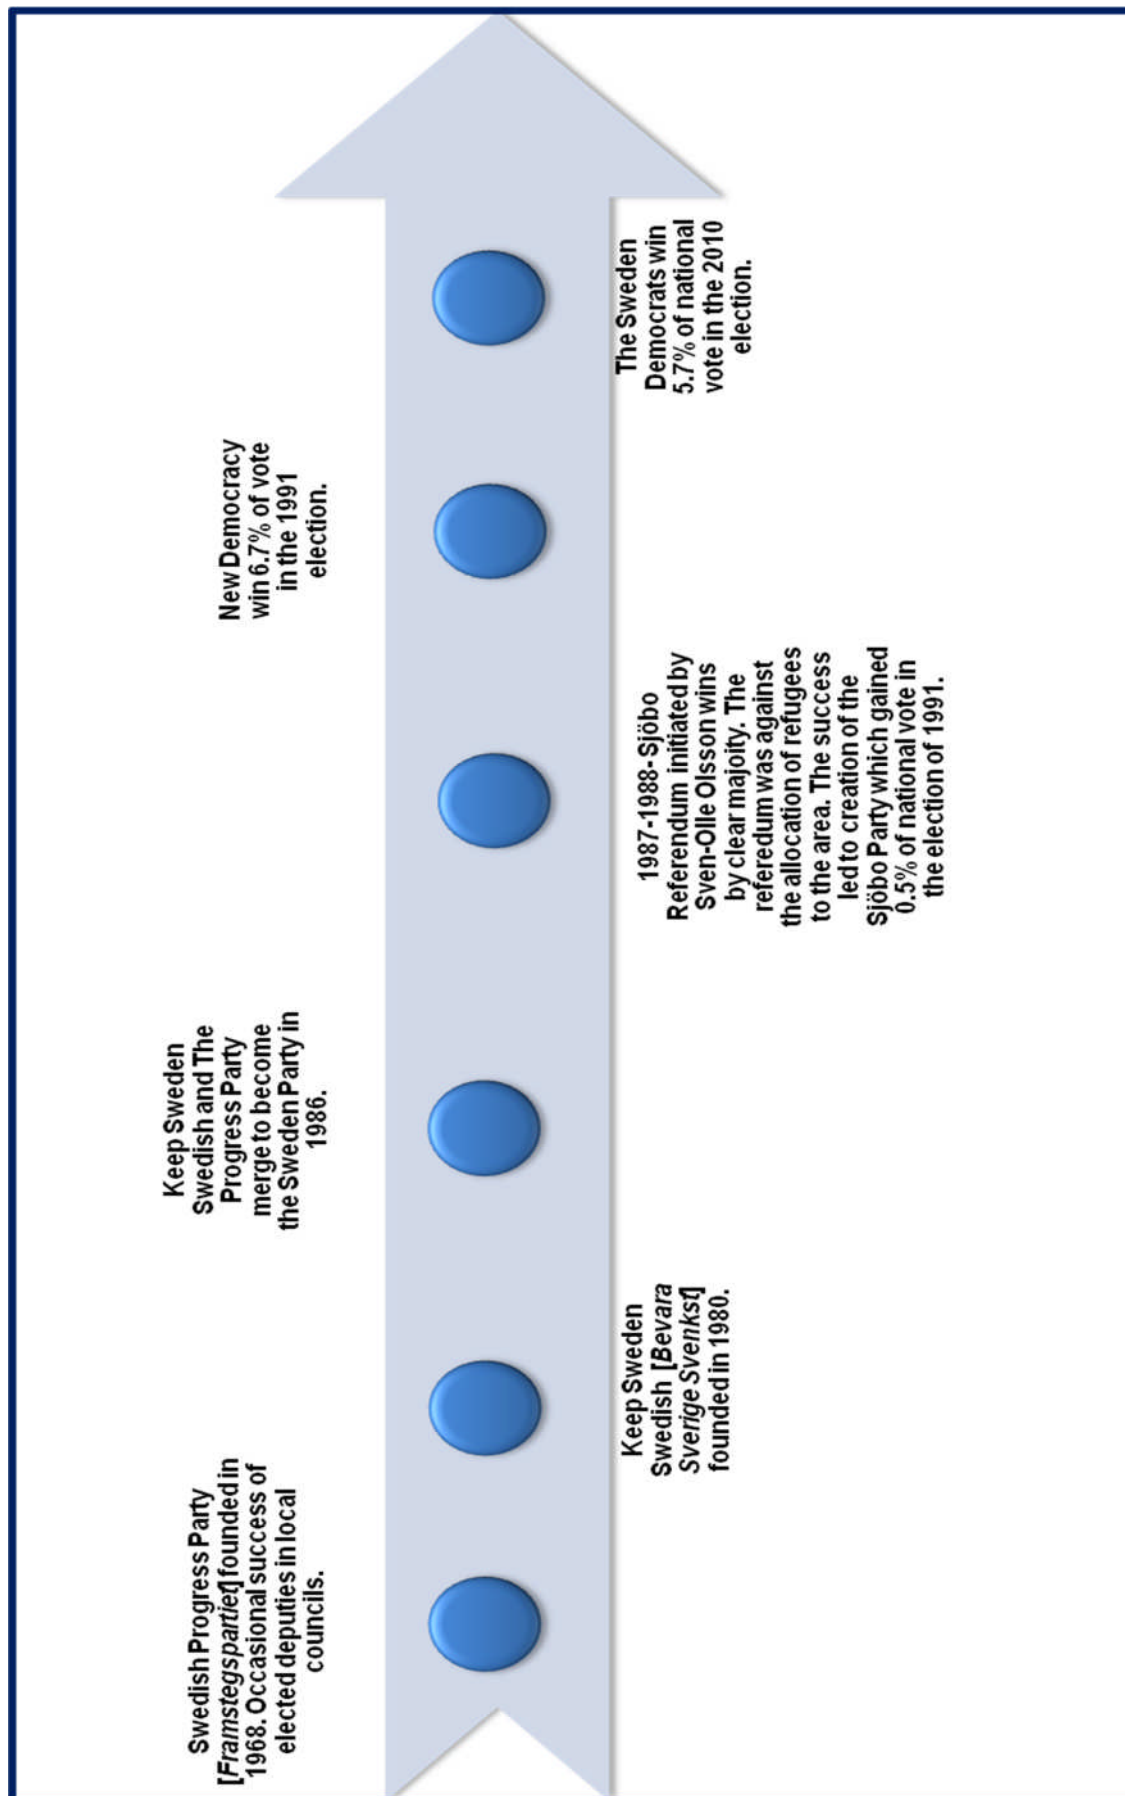 Swedish Progress Party
[Framstegspartiet] founded in
1968. Occasional success of
elected deputies in local
councils.
Keep Sweden
Swedish [Bevara
Sverige Svenkst]
founded in 1980.
Keep Sweden
Swedish and The
Progress Party
merge to become
the Sweden Party in
1986.
1987-1988- Sjöbo
Referendum initiated by
Sven-Olle Olsson wins
by clear majoity. The
referedum was against
the allocation of refugees
to the area. The success
led to creation of the
Sjöbo Party which gained
0.5% of national vote in
the election of 1991.
New Democracy
win 6.7% of vote
in the 1991
election.
The Sweden
Democrats win
5.7% of national
vote in the 2010
election.